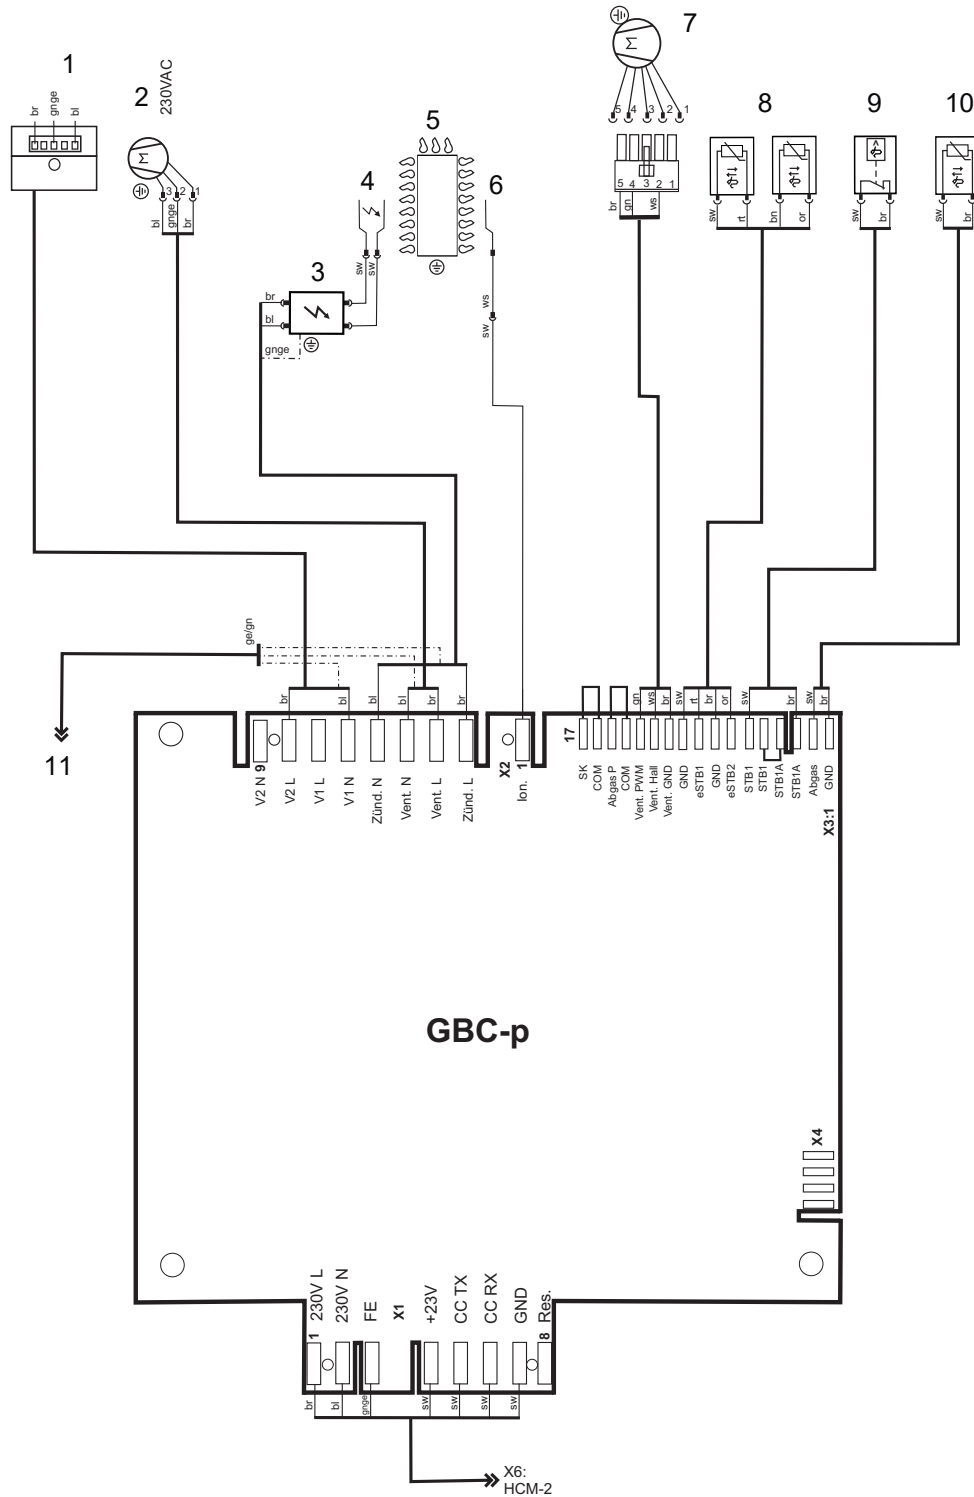 1
br
gnge
bl
2
230VAC
Σ
3 2 1
bl
gnge
br
3
br
bl
gnge
4
sw
sw
5
6
ws
sw
7
Σ
5 4 3 2 1
5 4 3 2 1
br
gn
ws
8
sw
rt
bn
or
9
sw
br
10
sw
br
ge/gn
11
br
bl
bl
bl
br
br
gn
ws
br
sw
rt
br
or
sw
br
sw
br
9
V2 N
V2 L
V1 L
V1 N
Zünd. N
Vent. N
Vent. L
Zünd. L
X2
1
Ion.
17
SK
COM
Abgas P
COM
Vent. PWM
Vent. Hall
Vent. GND
GND
eSTB1
GND
eSTB2
STB1
STB1
STB1A
STB1A
Abgas
GND
X3:1
GBC-p
X4
1
230V L
230V N
FE
X1
+23V
CC TX
CC RX
GND
8
Res.
br
bl
gnge
sw
sw
sw
sw
X6:
HCM-2